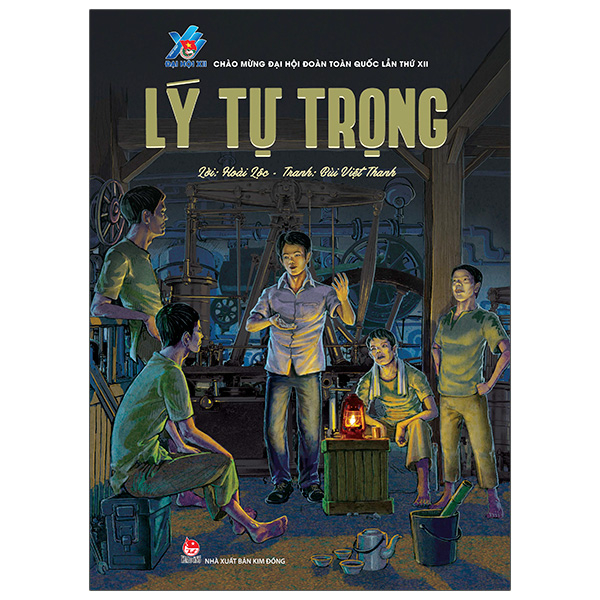 ĐẠI HỘI XII
CHÀO MỪNG ĐẠI HỘI ĐOÀN TOÀN QUỐC LẦN THỨ XII
LÝ TỰ TRỌNG
Lời: Hoài Lộc - Tranh: Bùi Việt Thanh
NHÀ XUẤT BẢN KIM ĐỒNG